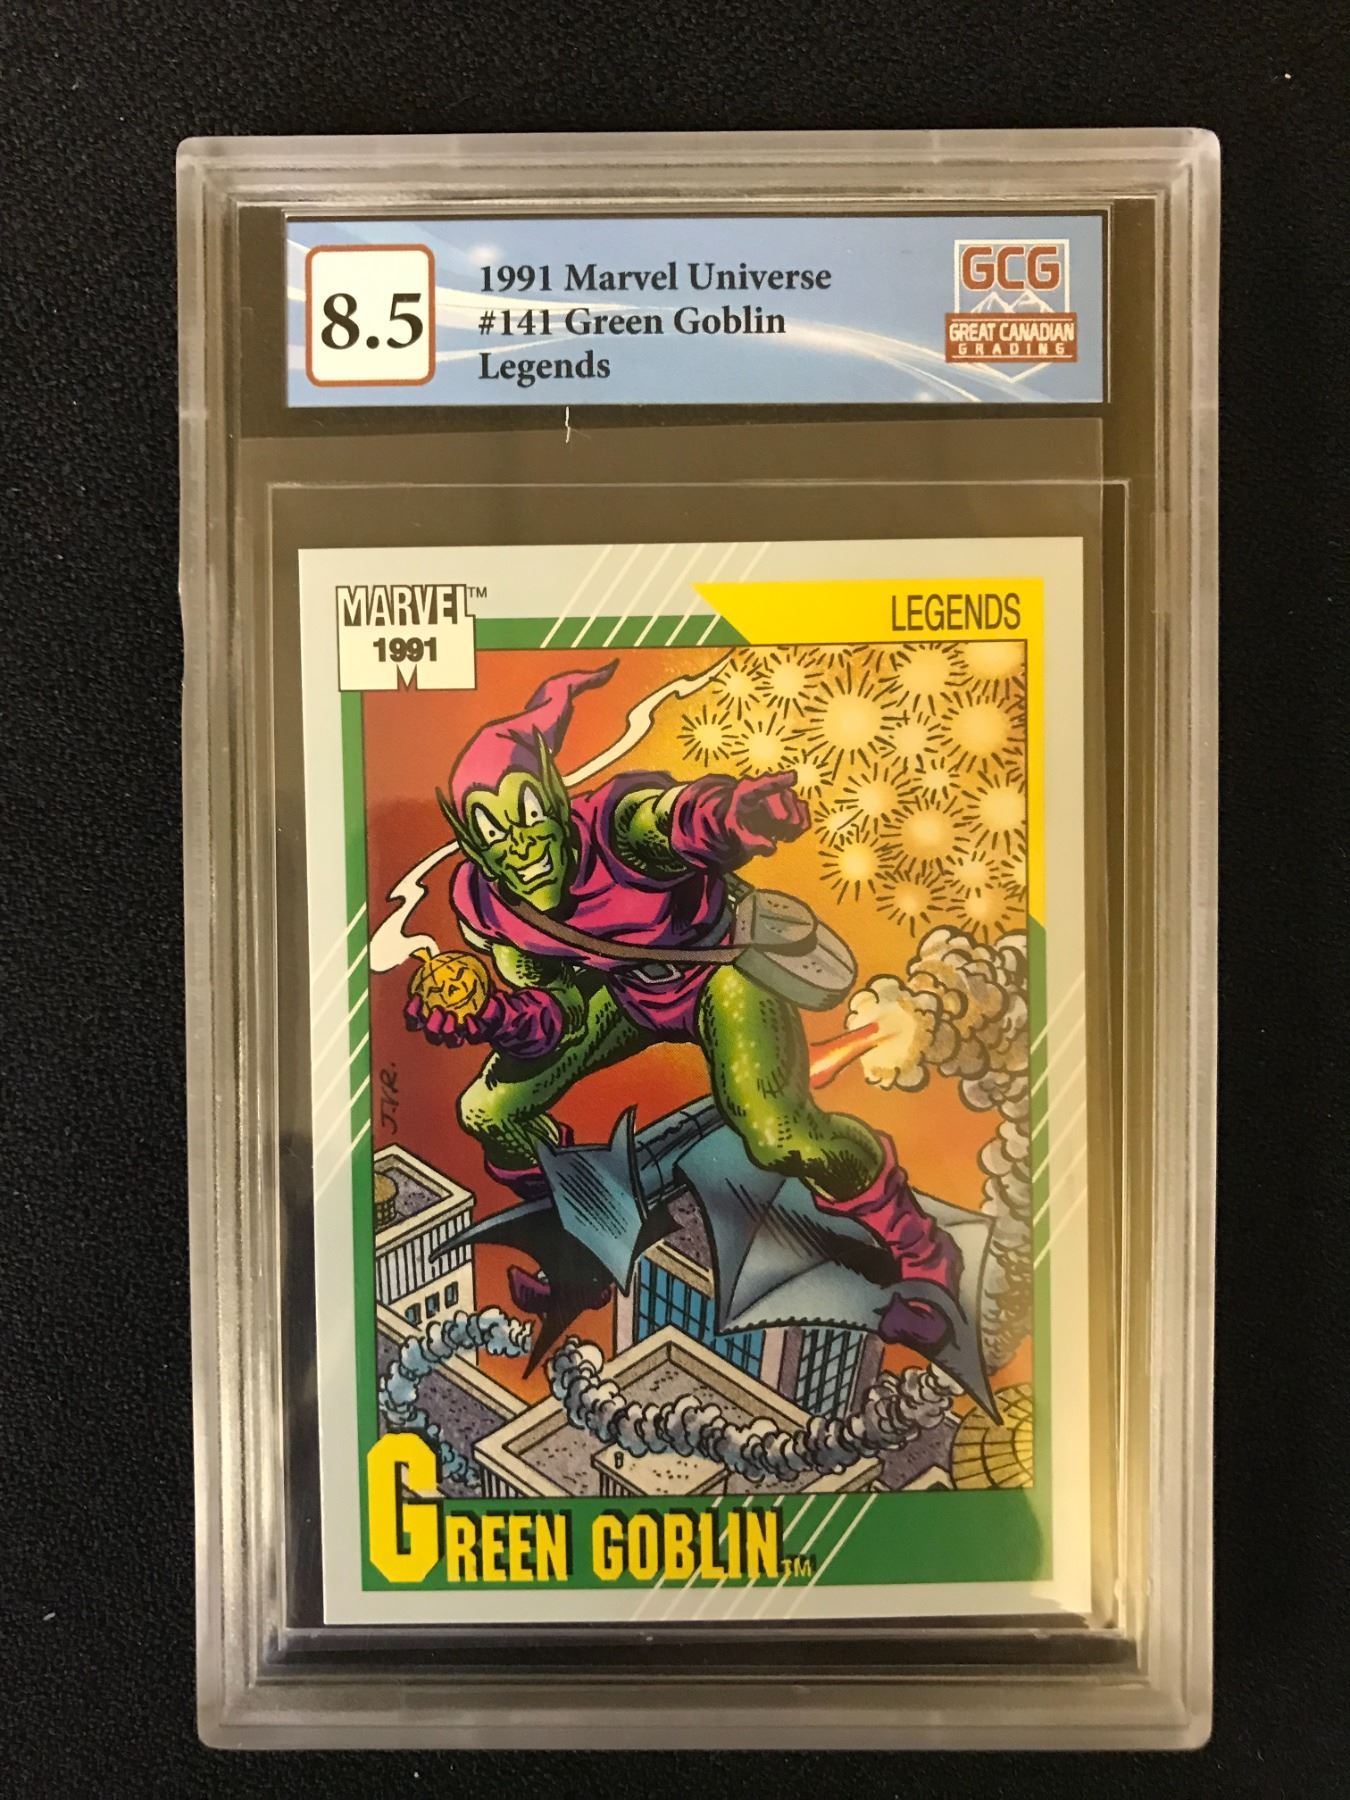 8.5
1991 Marvel Universe
#141 Green Goblin
Legends
GCG
GREAT CANADIAN
GRADING
MARVEL™
1991
LEGENDS
J.V.R.
GREEN GOBLIN™